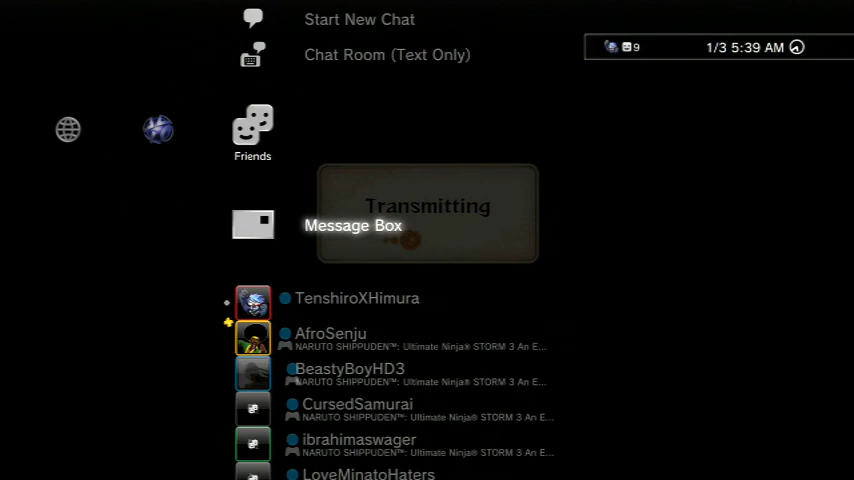 Start New Chat
Chat Room (Text Only)
9
1/3 5:39 AM
Friends
Transmitting
Message Box
TenshiroXHimura
AfroSenju
NARUTO SHIPPUDEN™: Ultimate Ninja® STORM 3 An E...
BeastyBoyHD3
NARUTO SHIPPUDEN™: Ultimate Ninja® STORM 3 An E...
CursedSamurai
NARUTO SHIPPUDEN™: Ultimate Ninja® STORM 3 An E...
ibrahimaswager
NARUTO SHIPPUDEN™: Ultimate Ninja® STORM 3 An E...
LoveMinatoHaters